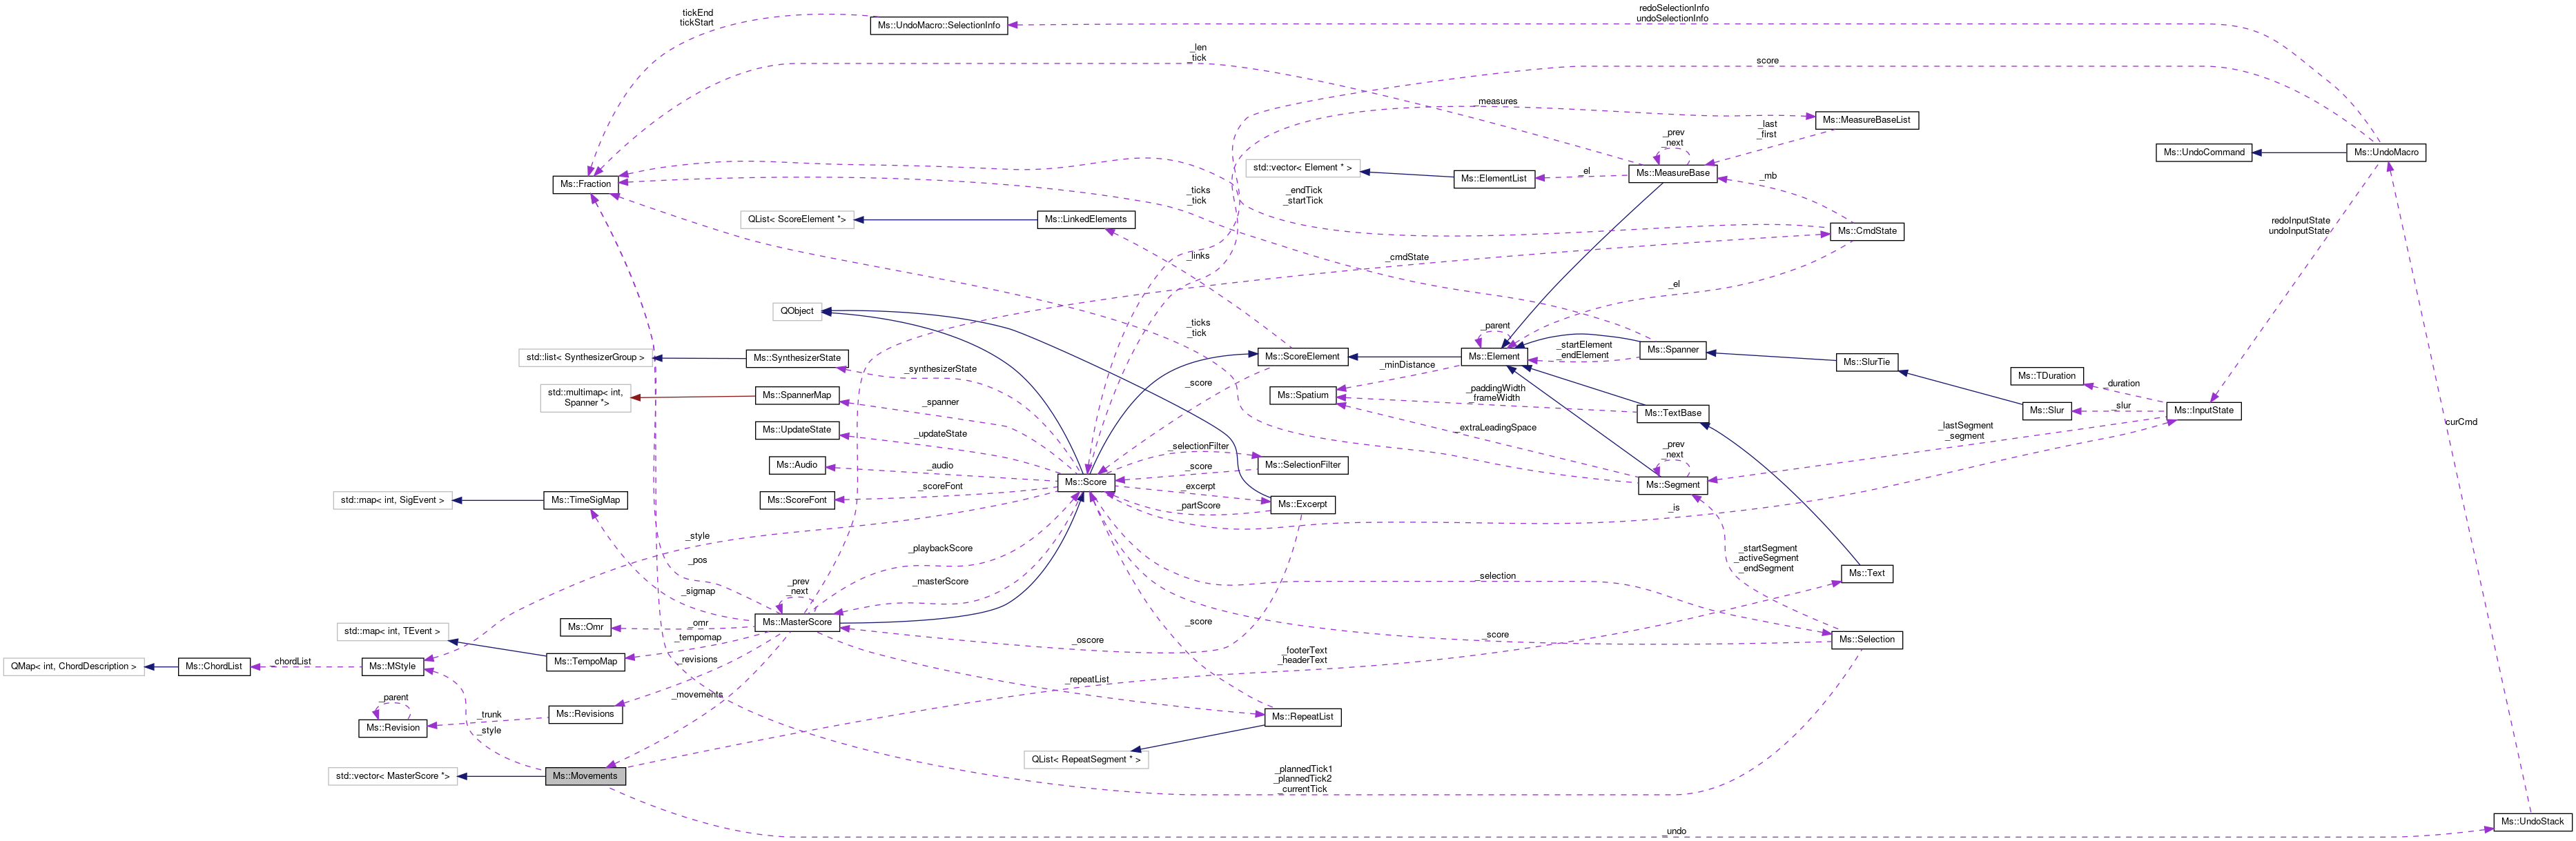 tickEnd
tickStart
Ms::UndoMacro::SelectionInfo
redoSelectionInfo
undoSelectionInfo
_len
_tick
score
_measures
Ms::MeasureBaseList
_last
_first
_prev
_next
Ms::UndoCommand
Ms::UndoMacro
std::vector< Element * >
Ms::ElementList
_el
Ms::MeasureBase
_mb
Ms::Fraction
_ticks
_tick
_endTick
_startTick
QList< ScoreElement *>
Ms::LinkedElements
Ms::CmdState
redoInputState
undoInputState
_links
_cmdState
_el
QObject
_ticks
_tick
_parent
std::list< SynthesizerGroup >
Ms::SynthesizerState
Ms::ScoreElement
Ms::Element
_startElement
_endElement
Ms::Spanner
Ms::SlurTie
_synthesizerState
_minDistance
Ms::TDuration
_duration
std::multimap< int,
Spanner *>
Ms::SpannerMap
_spanner
_score
Ms::Spatium
_paddingWidth
_frameWidth
Ms::TextBase
Ms::Slur
_slur
Ms::InputState
Ms::UpdateState
_updateState
_extraLeadingSpace
_lastSegment
_segment
curCmd
_selectionFilter
_prev
_next
Ms::Audio
_audio
_score
Ms::SelectionFilter
Ms::Score
Ms::Segment
_excerpt
std::map< int, SigEvent >
Ms::TimeSigMap
Ms::ScoreFont
_scoreFont
_partScore
Ms::Excerpt
_is
_style
_pos
_playbackScore
_startSegment
_activeSegment
_endSegment
Ms::Text
_sigmap
_prev
_next
_masterScore
_selection
Ms::MasterScore
_score
std::map< int, TEvent >
Ms::Omr
_omr
_tempomap
_oscore
_score
Ms::Selection
QMap< int, ChordDescription >
Ms::ChordList
_chordList
Ms::MStyle
Ms::TempoMap
_revisions
_footerText
_headerText
_repeatList
_movements
_parent
Ms::Revision
_trunk
_style
Ms::Revisions
Ms::RepeatList
QList< RepeatSegment * >
std::vector< MasterScore *>
Ms::Movements
_plannedTick1
_plannedTick2
_currentTick
_undo
Ms::UndoStack